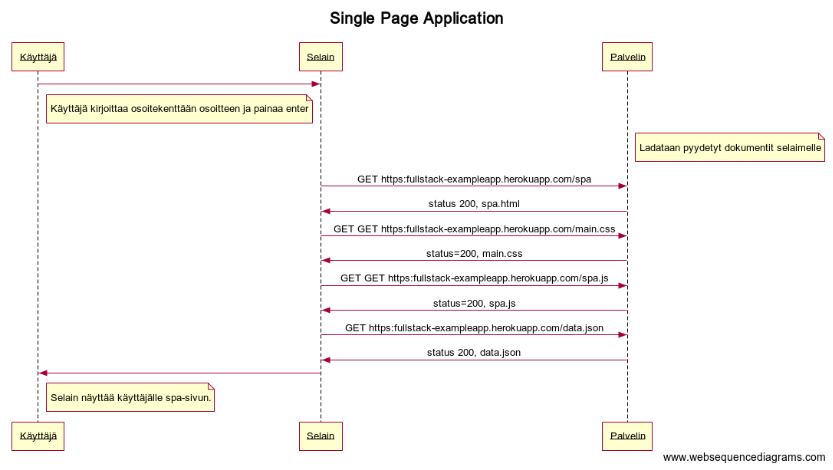 Single Page Application
Käyttäjä
Selain
Palvelin
Käyttäjä kirjoittaa osoitekenttään osoitteen ja painaa enter
Ladataan pyydetyt dokumentit selaimelle
GET https:fullstack-exampleapp.herokuapp.com/spa
status 200, spa.html
GET GET https:fullstack-exampleapp.herokuapp.com/main.css
status=200, main.css
GET GET https:fullstack-exampleapp.herokuapp.com/spa.js
status=200, spa.js
GET https:fullstack-exampleapp.herokuapp.com/data.json
status 200, data.json
Selain näyttää käyttäjälle spa-sivun.
Käyttäjä
Selain
Palvelin
www.websequencediagrams.com